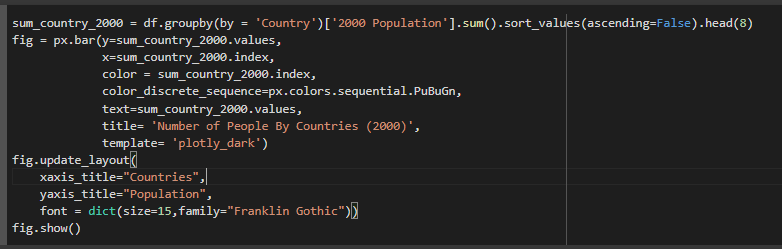 sum_country_2000 = df.groupby(by = 'Country')['2000 Population'].sum().sort_values(ascending=False).head(8)
fig = px.bar(y=sum_country_2000.values,
             x=sum_country_2000.index,
             color = sum_country_2000.index,
             color_discrete_sequence=px.colors.sequential.PuBuGn,
             text=sum_country_2000.values,
             title= 'Number of People By Countries (2000)',
             template= 'plotly_dark')
fig.update_layout(
    xaxis_title="Countries",
    yaxis_title="Population",
    font = dict(size=15,family="Franklin Gothic"))
fig.show()